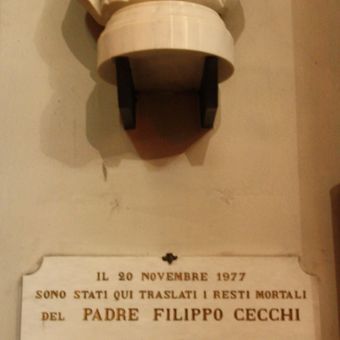 IL 20 NOVEMBRE 1977
SONO STATI QUI TRASLATI I RESTI MORTALI
DEL PADRE FILIPPO CECCHI